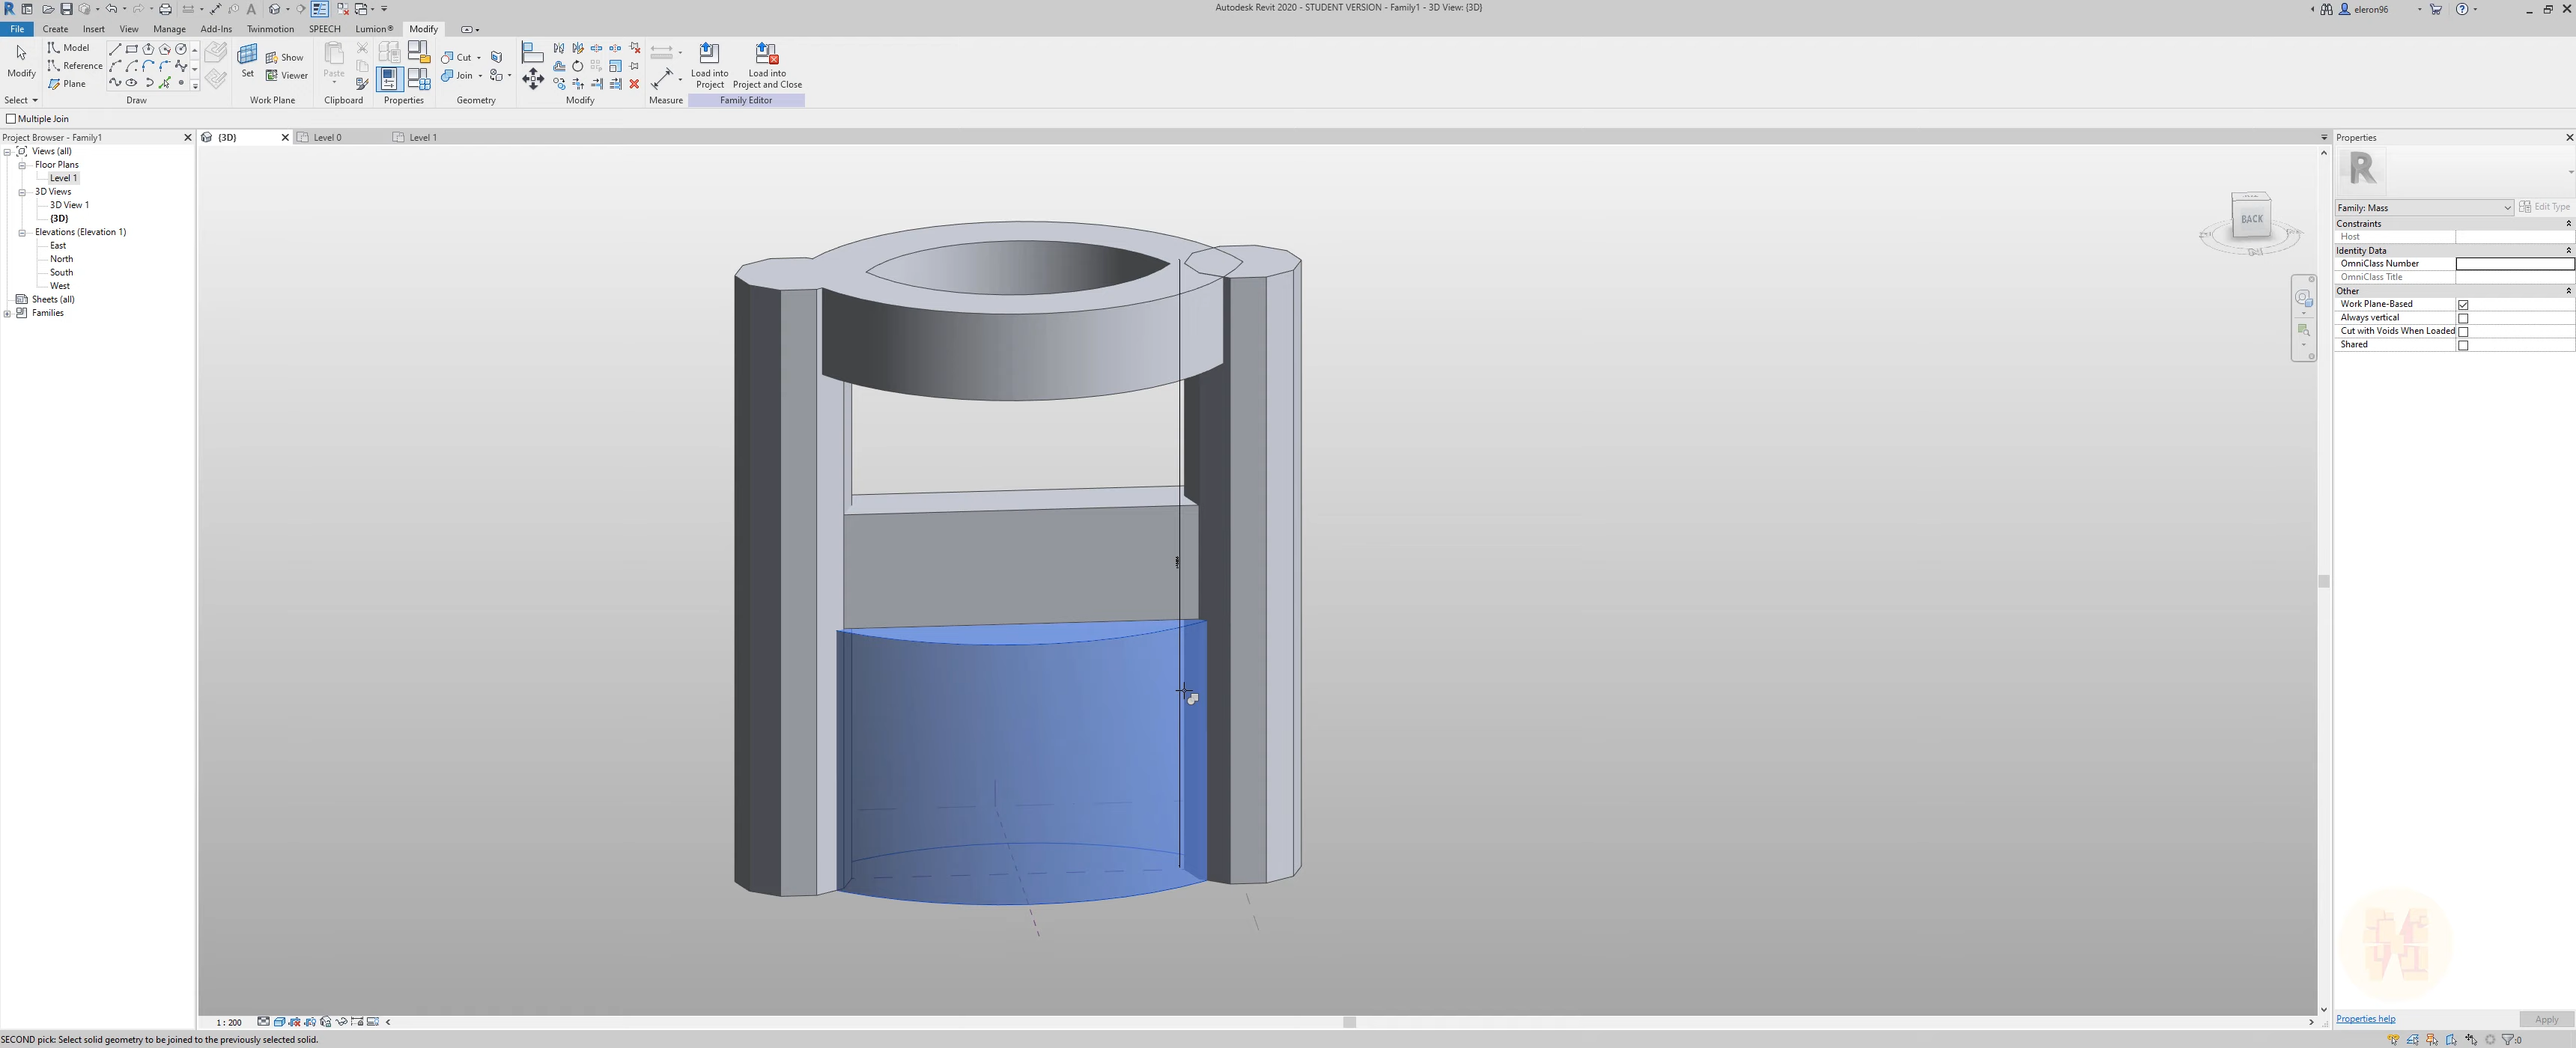 Autodesk Revit 2020 - STUDENT VERSION - Family1 - 3D View: {3D}
eleron96
File Create Insert View Manage Add-Ins Twinmotion SPEECH Lumion® Modify
Modify
Model
Reference
Plane
Set
Show
Viewer
Paste
Cut
Join
Load into
Project
Load into
Project and Close
Select Draw Work Plane Clipboard Properties Geometry Modify Measure Family Editor
Multiple Join
Project Browser - Family1
Views (all)
Floor Plans
Level 1
3D Views
3D View 1
{3D}
Elevations (Elevation 1)
East
North
South
West
Sheets (all)
Families
{3D}
Level 0
Level 1
BACK
Properties
R
Family: Mass
Edit Type
Constraints
Host
Identity Data
OmniClass Number
OmniClass Title
Other
Work Plane-Based
Always vertical
Cut with Voids When Loaded
Shared
Properties help
Apply
1 : 200
SECOND pick: Select solid geometry to be joined to the previously selected solid.
:0